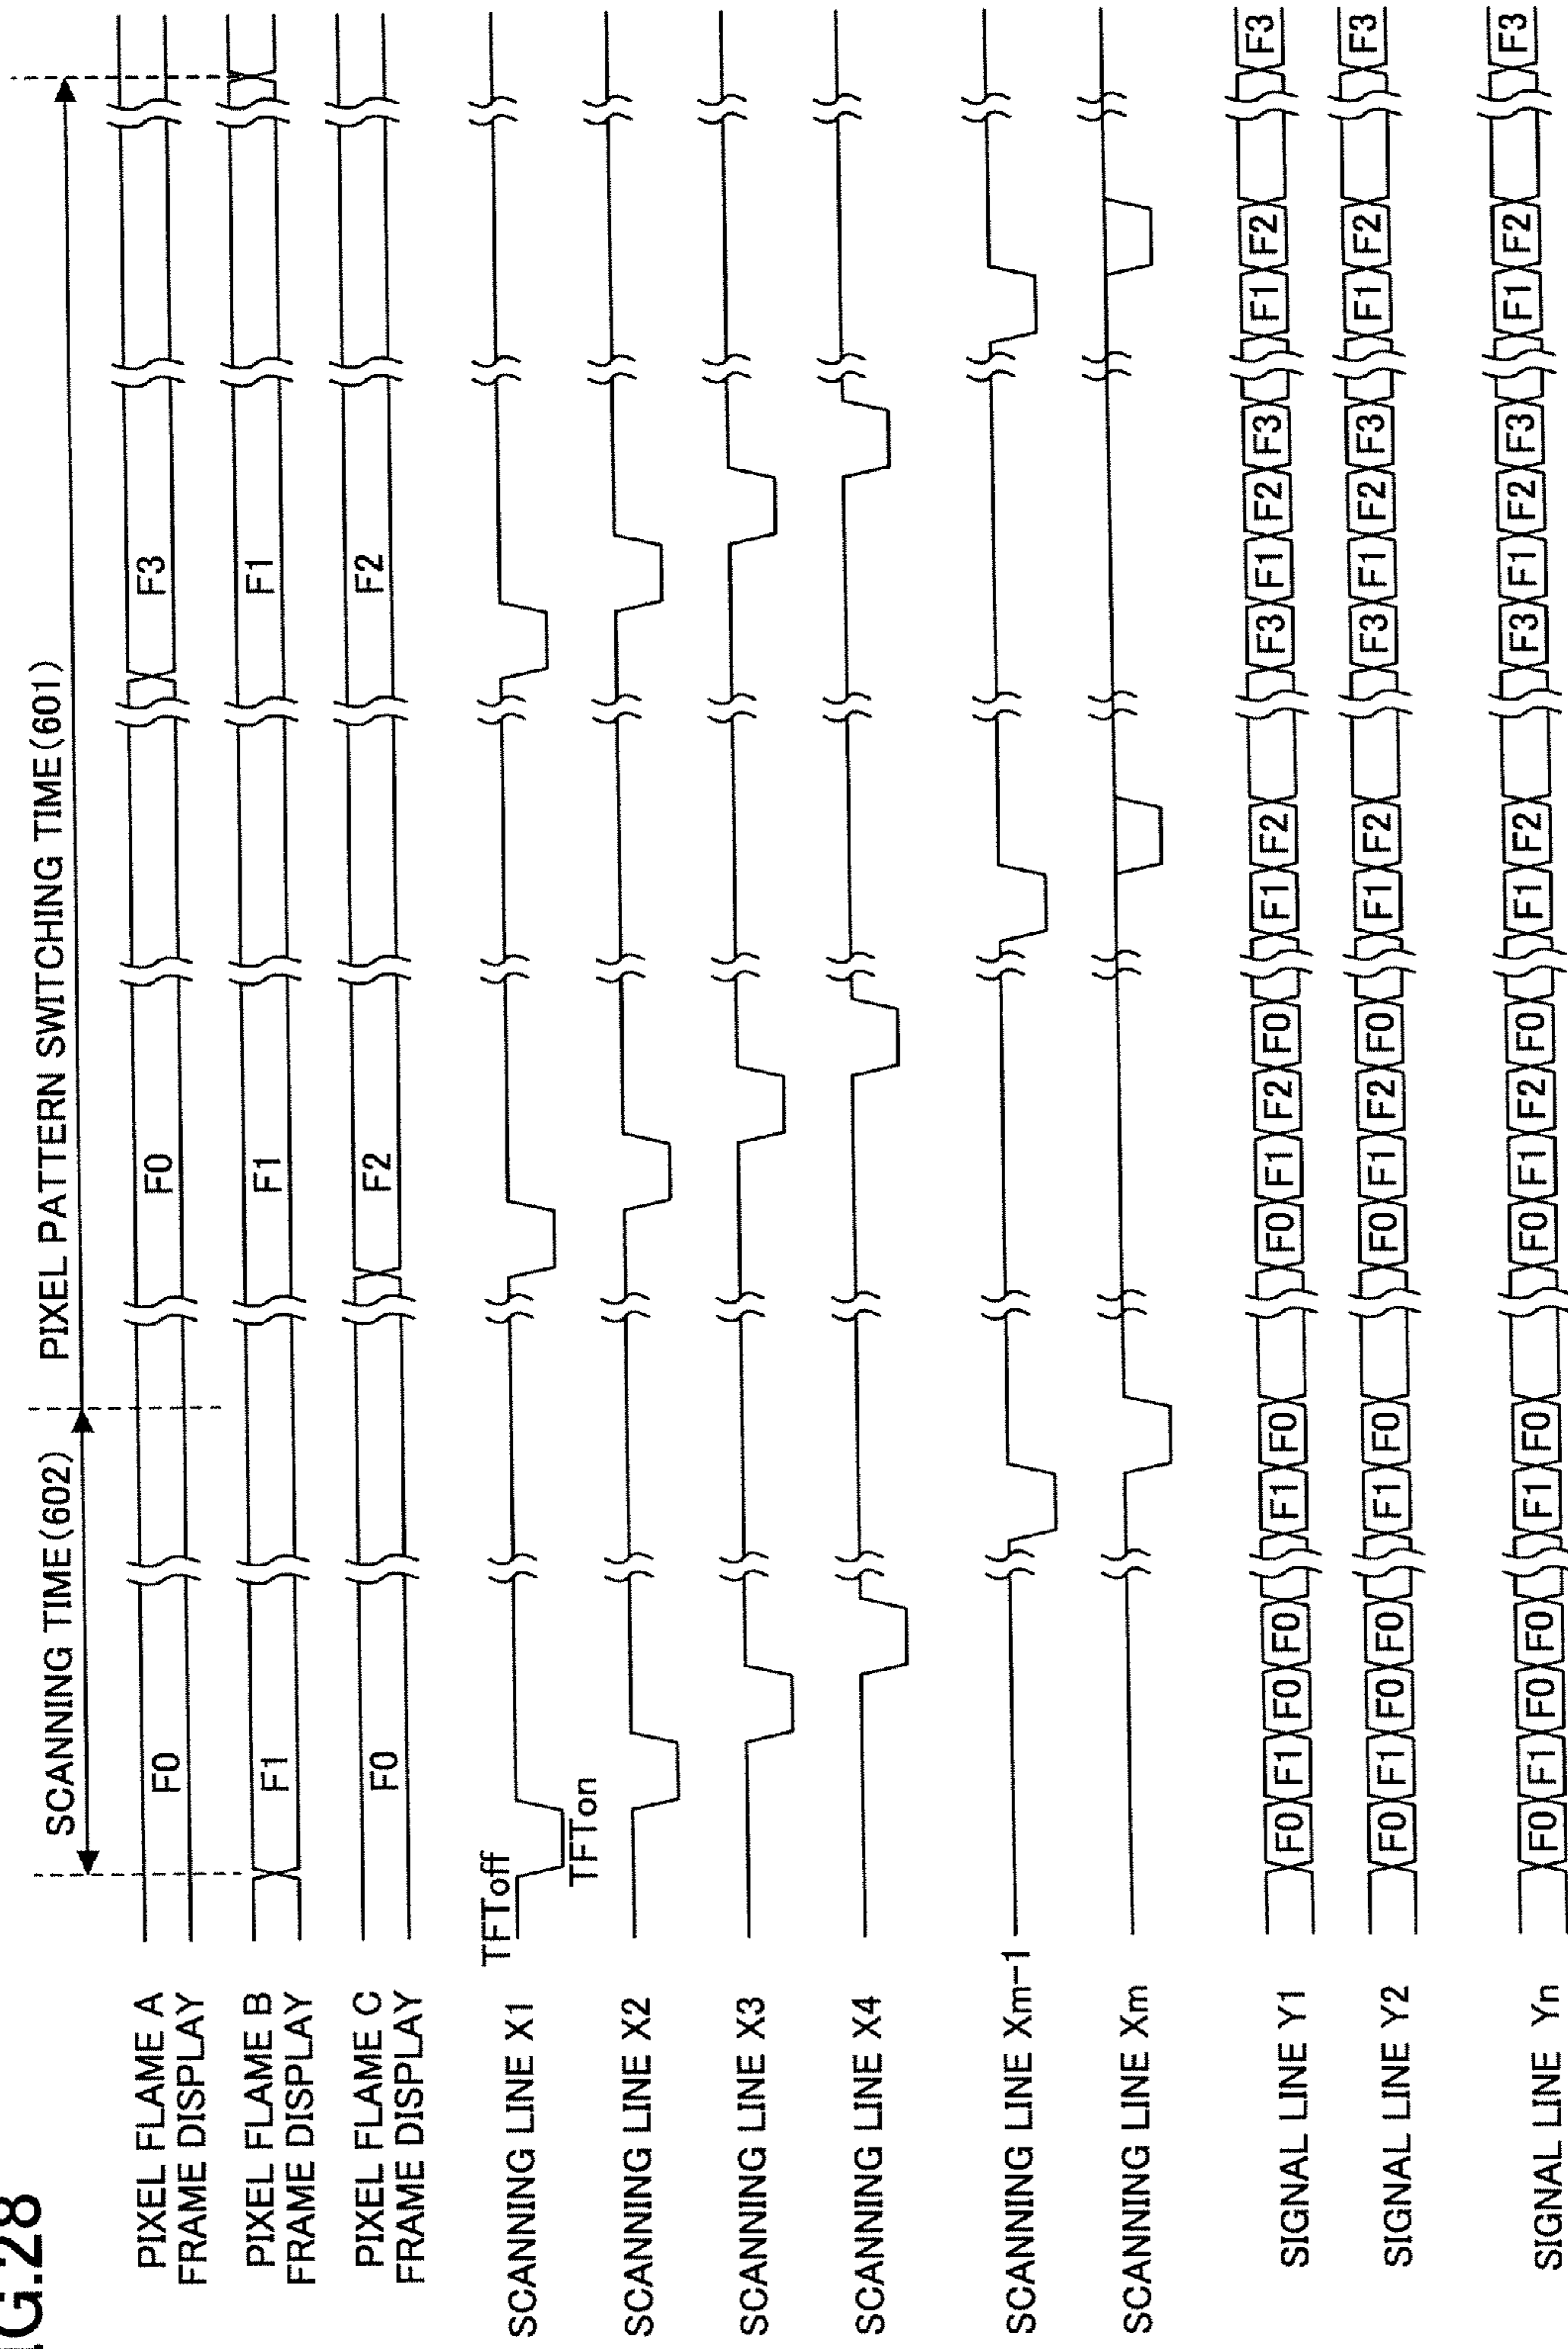 G.28
SCANNING TIME(602)
PIXEL PATTERN SWITCHING TIME(601)
PIXEL FLAME A
FRAME DISPLAY
F0
F0
F3
PIXEL FLAME B
FRAME DISPLAY
F1
F1
F1
PIXEL FLAME C
FRAME DISPLAY
F0
F2
F2
TFToff
TFTon
SCANNING LINE X1
SCANNING LINE X2
SCANNING LINE X3
SCANNING LINE X4
SCANNING LINE Xm-1
SCANNING LINE Xm
SIGNAL LINE Y1
F0 F1 F0 F0 F1 F0 F0 F1 F2 F0 F1 F2 F3 F1 F2 F3 F1 F2 F3
SIGNAL LINE Y2
F0 F1 F0 F0 F1 F0 F0 F1 F2 F0 F1 F2 F3 F1 F2 F3 F1 F2 F3
SIGNAL LINE Yn
F0 F1 F0 F0 F1 F0 F0 F1 F2 F0 F1 F2 F3 F1 F2 F3 F1 F2 F3